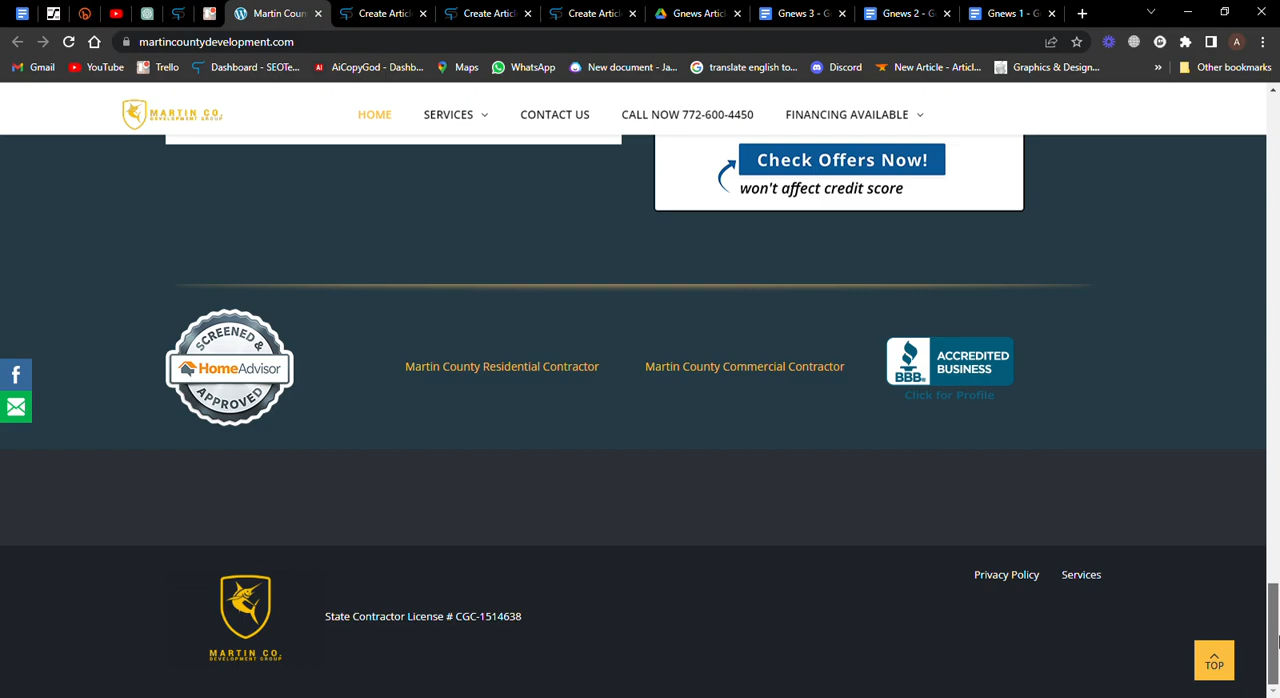 Martin Coun
Create Artic
Create Artic
Create Artic
Gnews Artic
Gnews 3 - G
Gnews 2 - G
Gnews 1 - G
martincountydevelopment.com
A
Gmail
YouTube
Trello
Dashboard - SEOTe...
AI
AiCopyGod - Dashb...
Maps
WhatsApp
New document - Ja...
translate english to...
Discord
New Article - Articl...
Graphics & Design...
»
Other bookmarks
MARTIN CO.
DEVELOPMENT GROUP
HOME
SERVICES
CONTACT US
CALL NOW 772-600-4450
FINANCING AVAILABLE
Check Offers Now!
won't affect credit score
SCREENED &
HomeAdvisor
APPROVED
Martin County Residential Contractor
Martin County Commercial Contractor
BBB
ACCREDITED
BUSINESS
Click for Profile
f
Privacy Policy
Services
State Contractor License # CGC-1514638
MARTIN CO.
DEVELOPMENT GROUP
TOP